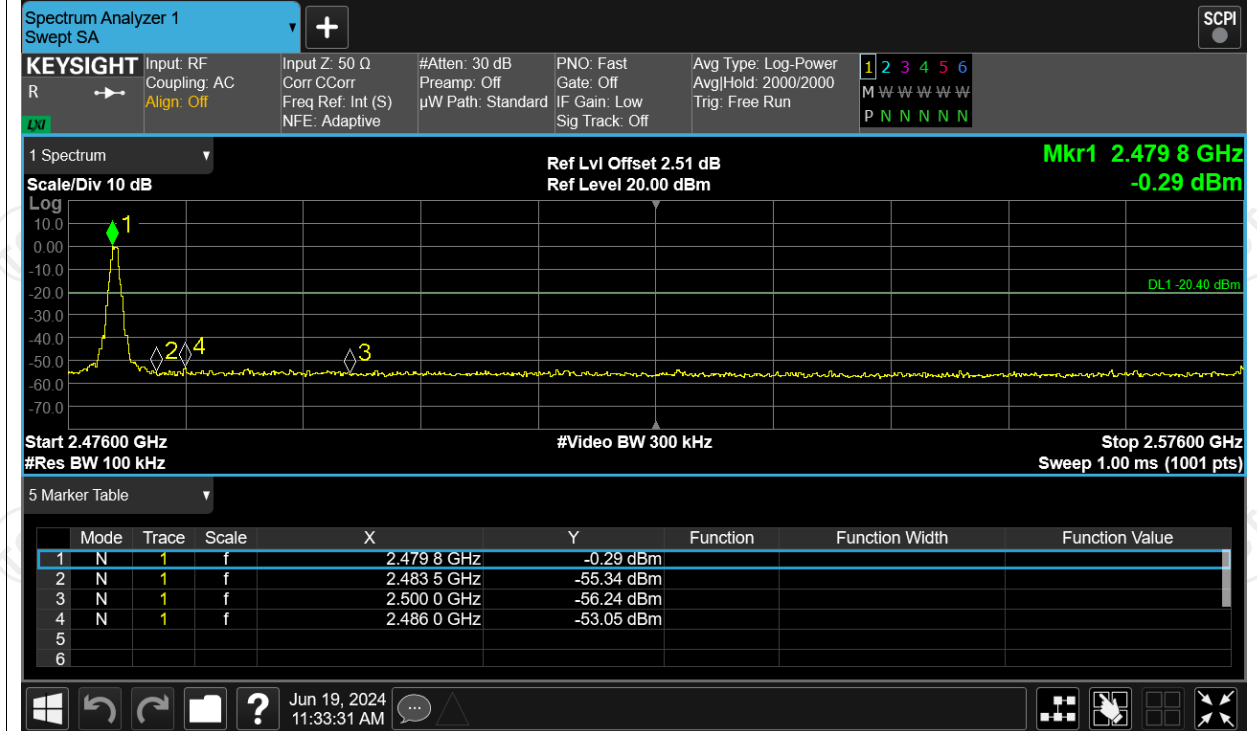 Spectrum Analyzer 1
Swept SA
+
SCPI
KEYSIGHT
R
LXI
Input: RF
Coupling: AC
Align: Off
Input Z: 50 Ω
Corr CCorr
Freq Ref: Int (S)
NFE: Adaptive
#Atten: 30 dB
Preamp: Off
µW Path: Standard
PNO: Fast
Gate: Off
IF Gain: Low
Sig Track: Off
Avg Type: Log-Power
Avg|Hold: 2000/2000
Trig: Free Run
1 2 3 4 5 6
M W W W W W
P N N N N N
1 Spectrum
Scale/Div 10 dB
Ref Lvl Offset 2.51 dB
Ref Level 20.00 dBm
Mkr1 2.479 8 GHz
-0.29 dBm
Log
10.0
0.00
-10.0
-20.0
-30.0
-40.0
-50.0
-60.0
-70.0
1
2
4
3
DL1 -20.40 dBm
Start 2.47600 GHz
#Res BW 100 kHz
#Video BW 300 kHz
Stop 2.57600 GHz
Sweep 1.00 ms (1001 pts)
5 Marker Table
Mode Trace Scale X Y Function Function Width Function Value
1 N 1 f 2.479 8 GHz -0.29 dBm
2 N 1 f 2.483 5 GHz -55.34 dBm
3 N 1 f 2.500 0 GHz -56.24 dBm
4 N 1 f 2.486 0 GHz -53.05 dBm
5
6
?
Jun 19, 2024
11:33:31 AM